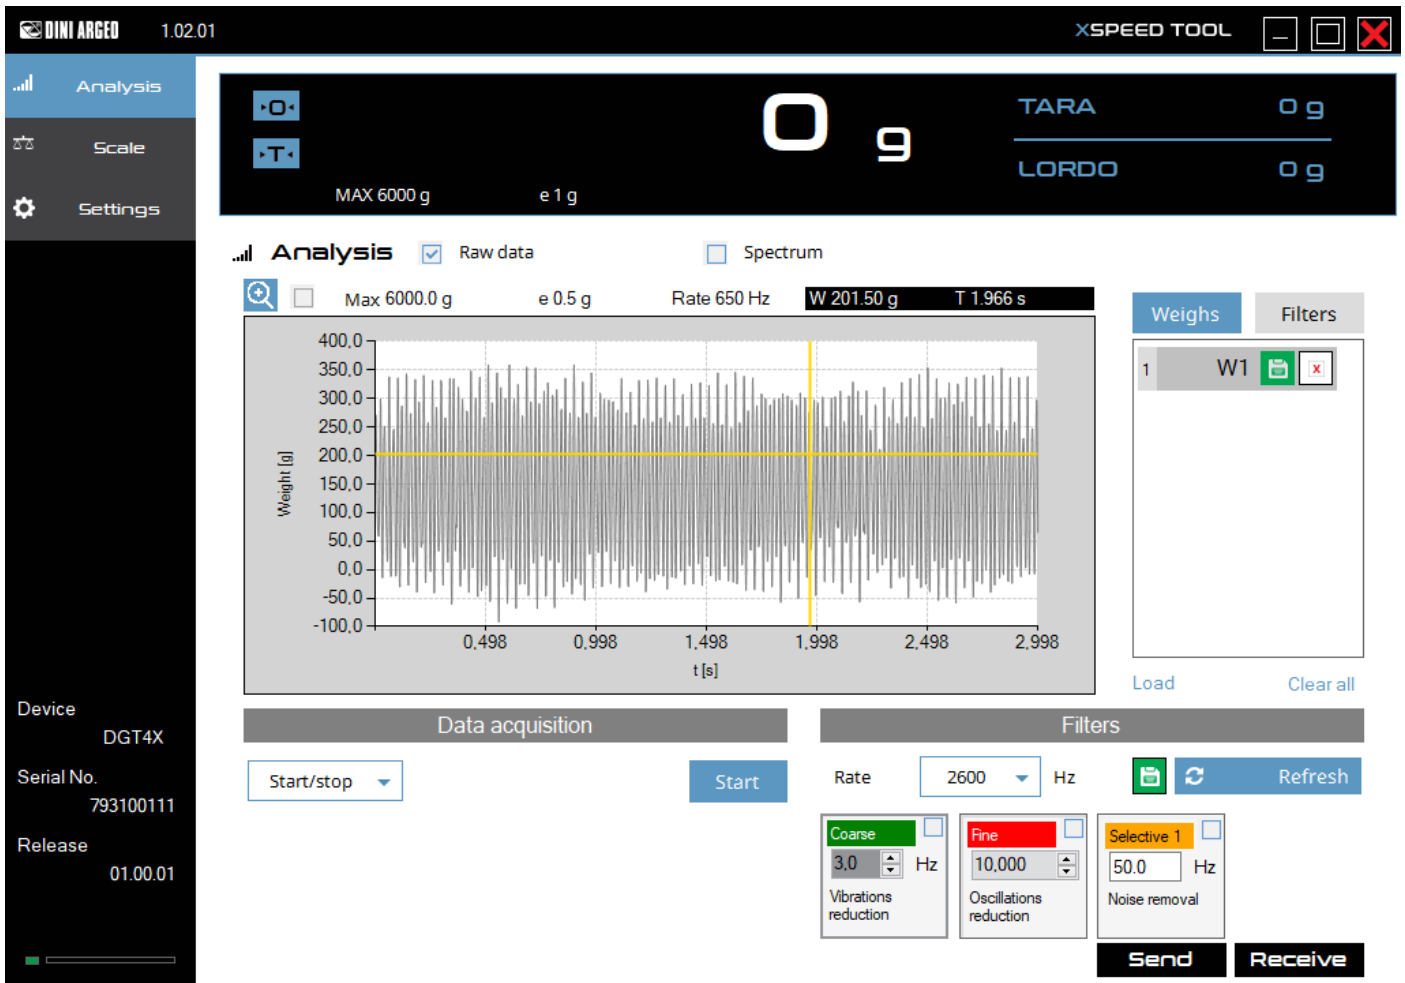 DINI ARGEO 1.02.01 XSPEED TOOL
Analysis
Scale
Settings
▸O◂
▸T◂
0 g
TARA 0 g
LORDO 0 g
MAX 6000 g e 1 g
Analysis Raw data Spectrum
Max 6000.0 g e 0.5 g Rate 650 Hz W 201.50 g T 1.966 s
Weighs Filters
1 W1 x
400,0
350,0
300,0
250,0
200,0
150,0
100,0
50,0
0,0
-50,0
-100,0
Weight [g]
0,498 0,998 1,498 1,998 2,498 2,998
t [s]
Load Clear all
Device
DGT4X
Serial No.
793100111
Release
01.00.01
Data acquisition
Start/stop Start
Filters
Rate 2600 Hz Refresh
Coarse
3,0 Hz
Vibrations
reduction
Fine
10,000
Oscillations
reduction
Selective 1
50.0 Hz
Noise removal
Send Receive